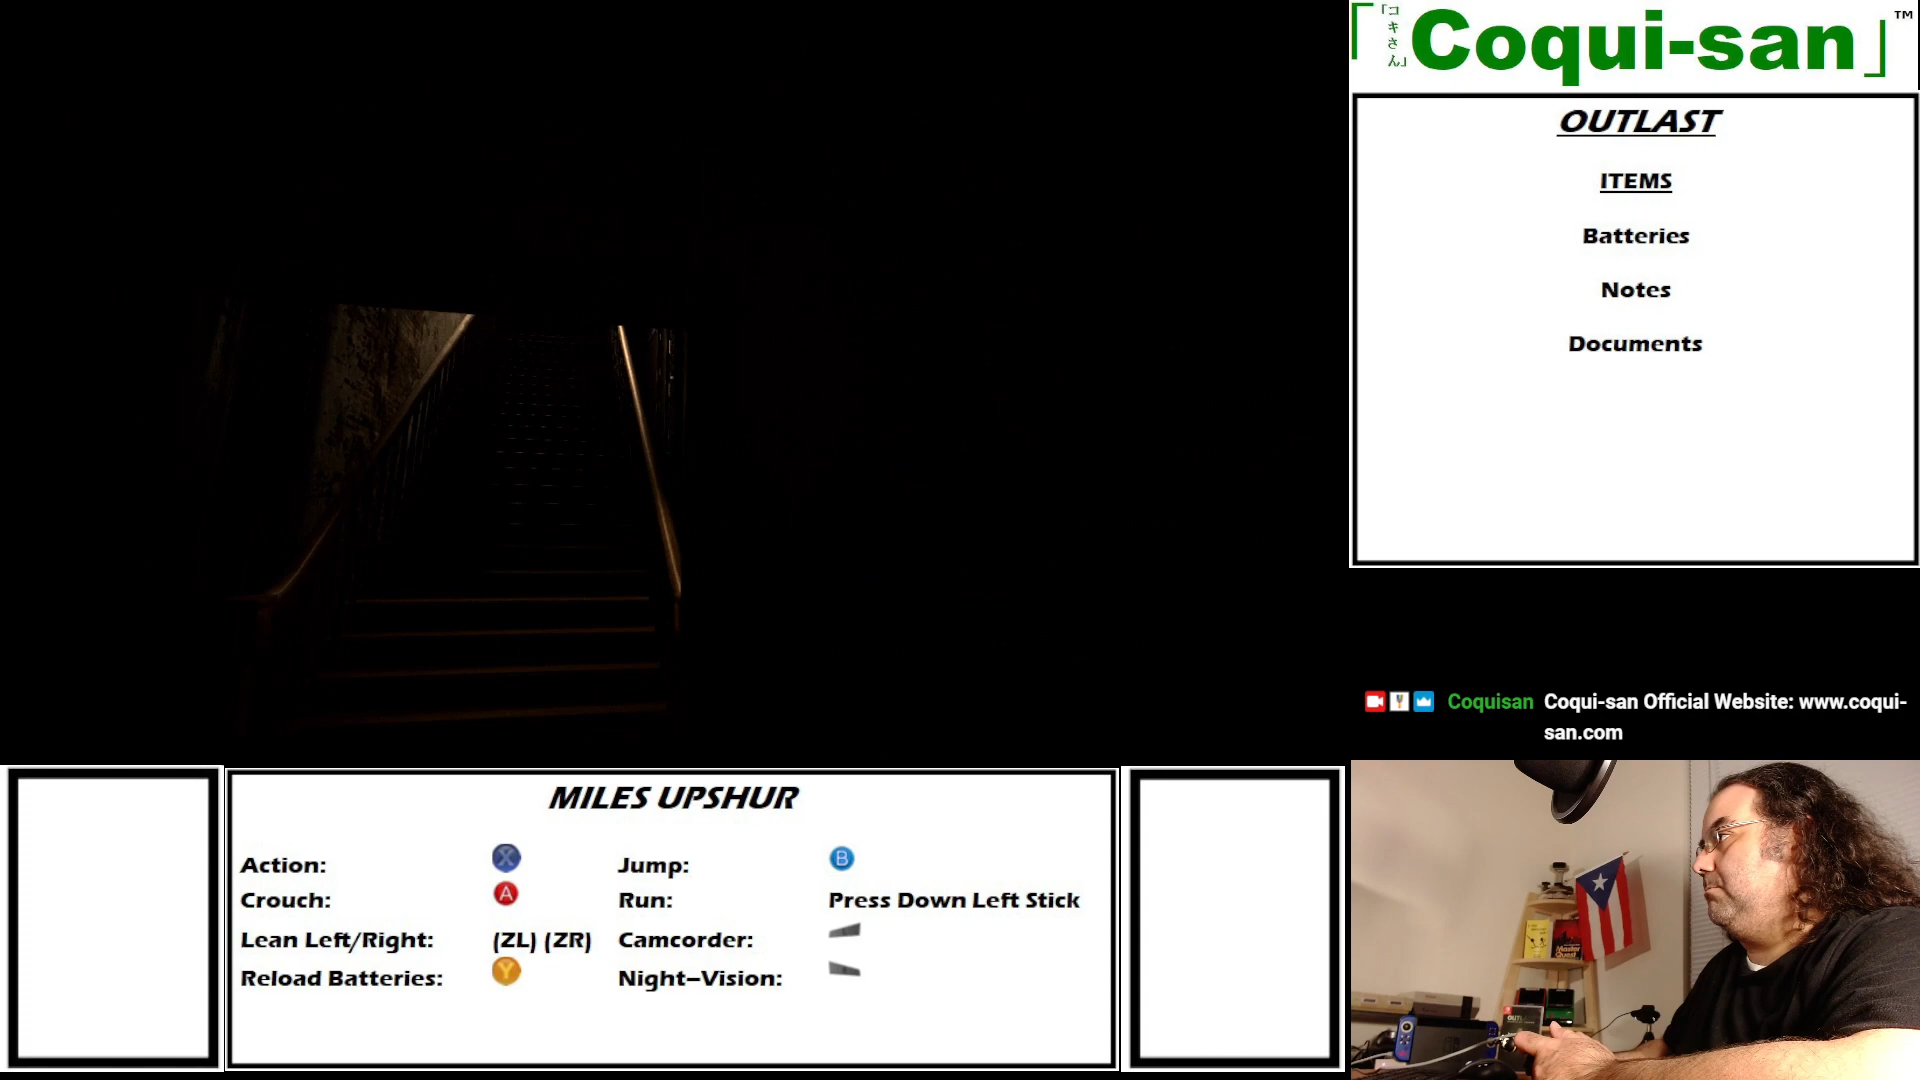 「コキさん」
「Coqui-san」™
OUTLAST
ITEMS
Batteries
Notes
Documents
Coquisan Coqui-san Official Website: www.coqui-
san.com
MILES UPSHUR
Action: X Jump: B
Crouch: A Run: Press Down Left Stick
Lean Left/Right: (ZL) (ZR) Camcorder:
Reload Batteries: Y Night-Vision:
Master
Quest